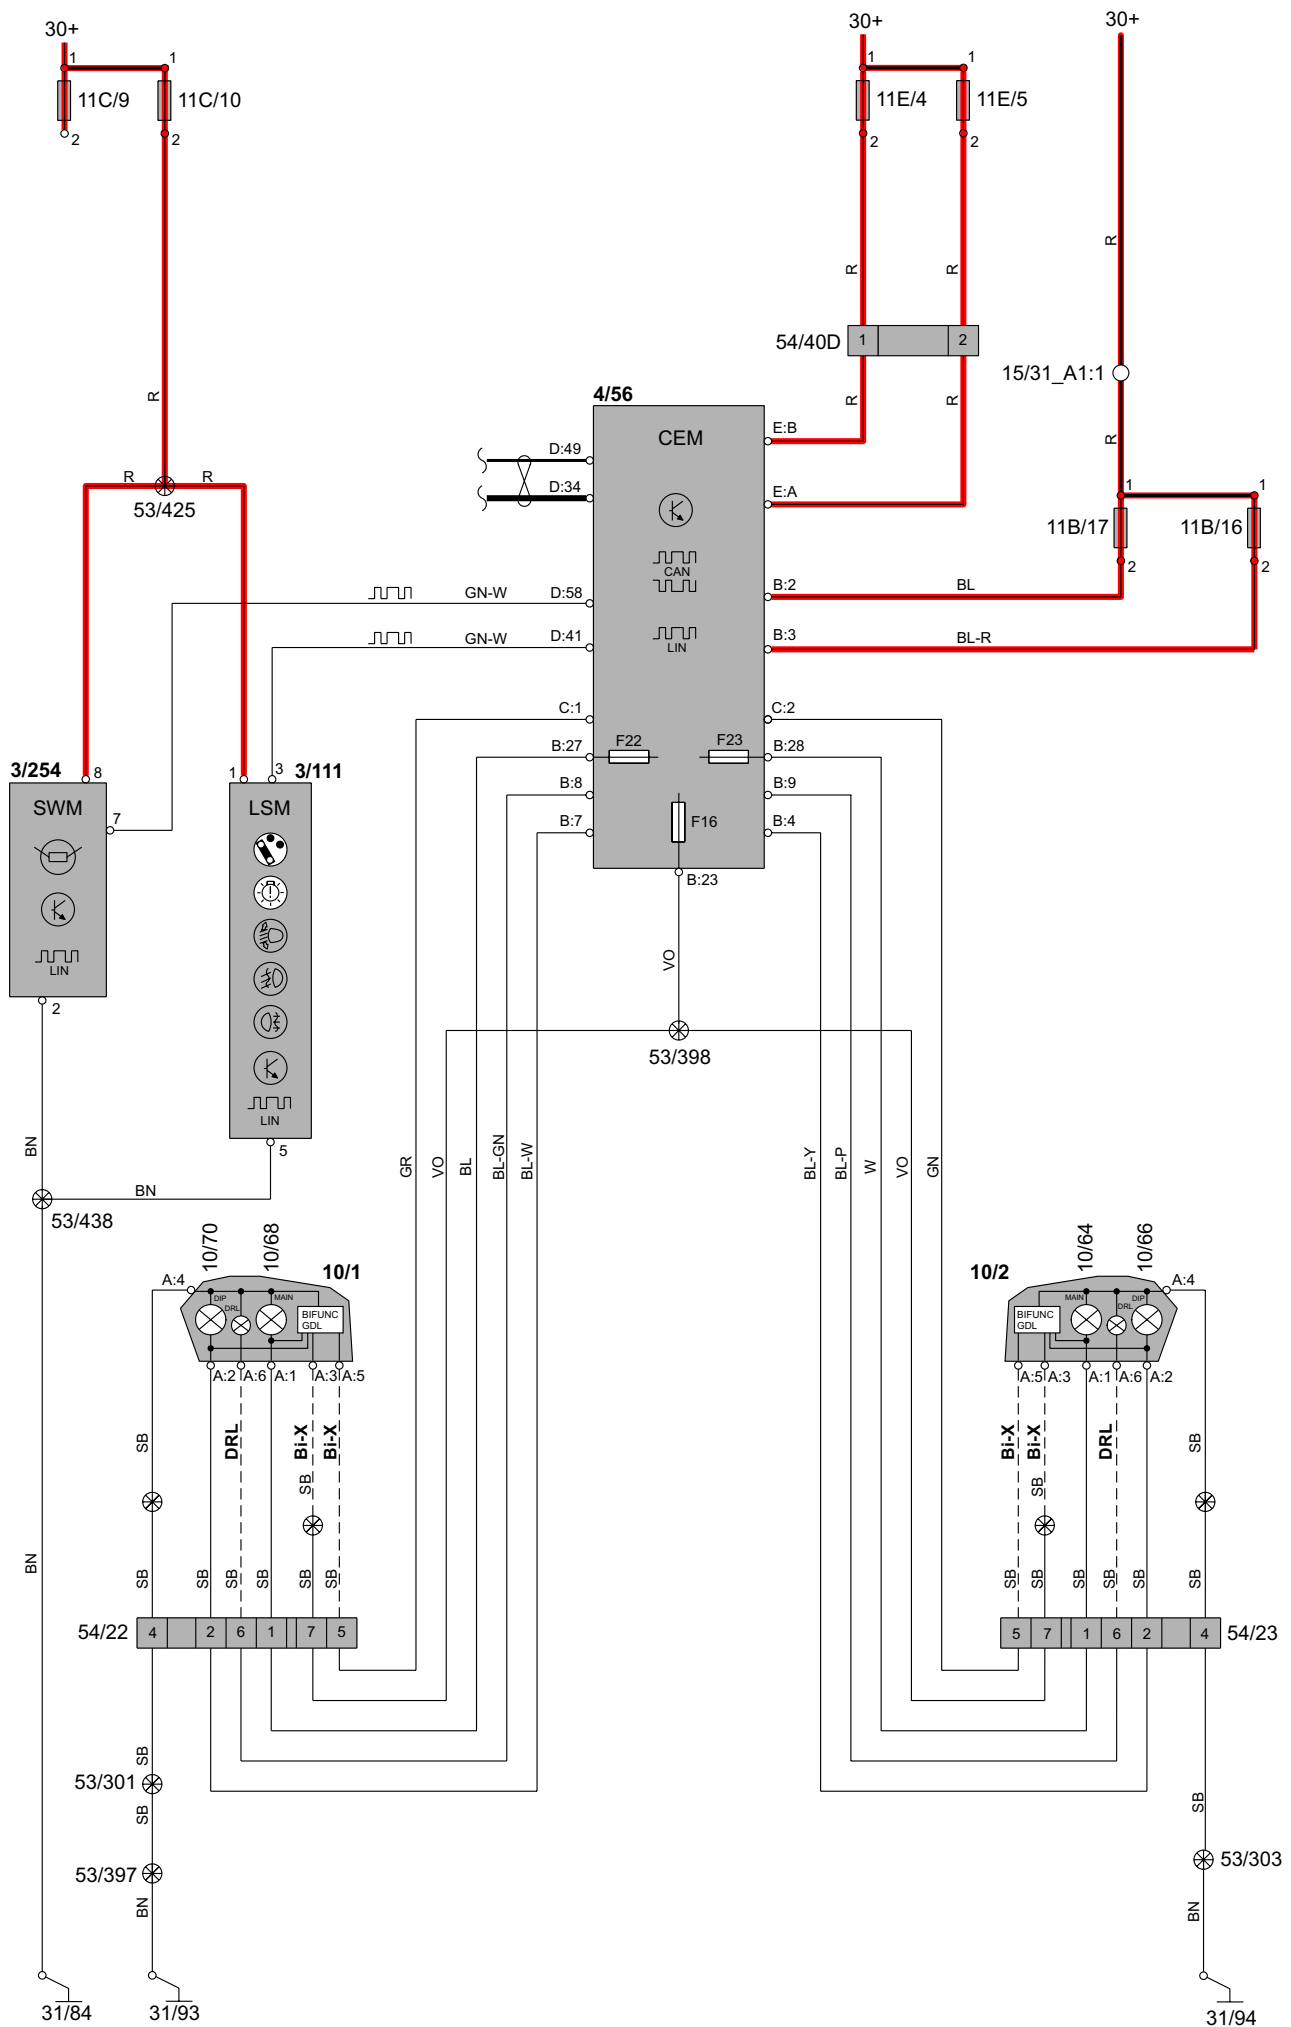 30+ 30+ 30+
1 1 1 1
11C/9 11C/10 11E/4 11E/5
2 2 2 2
R R R
54/40D 1 2
15/31_A1:1
R R R R
4/56
CEM
E:B
D:49
R R
D:34
53/425
E:A
1 1
11B/17 11B/16
CAN
2 2
GN-W D:58 B:2 BL
GN-W D:41 B:3 BL-R
LIN
C:1 C:2
F22 F23
B:27 B:28
3/254 8 1 3 3/111
B:8 B:9
SWM LSM
7
B:7 F16 B:4
B:23
LIN
VO
2
53/398
LIN
5
BN
BN
53/438
GR VO BL BL-GN BL-W BL-Y BL-P W VO GN
10/70 10/68 10/1 10/2 10/64 10/66
A:4 A:4
DIP DRL MAIN BIFUNC
GDL
BIFUNC
GDL MAIN DRL DIP
A:2 A:6 A:1 A:3 A:5 A:5 A:3 A:1 A:6 A:2
SB DRL Bi-X Bi-X Bi-X Bi-X DRL SB
SB SB
BN
SB SB SB SB SB SB SB SB SB SB
54/22 4 2 6 1 7 5 5 7 1 6 2 4 54/23
SB
53/301
SB SB
53/397 53/303
BN BN
31/84 31/93 31/94